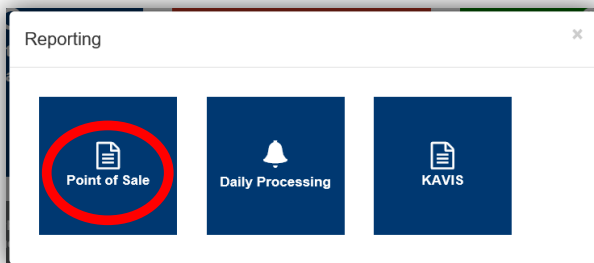 Reporting
×
Point of Sale
Daily Processing
KAVIS